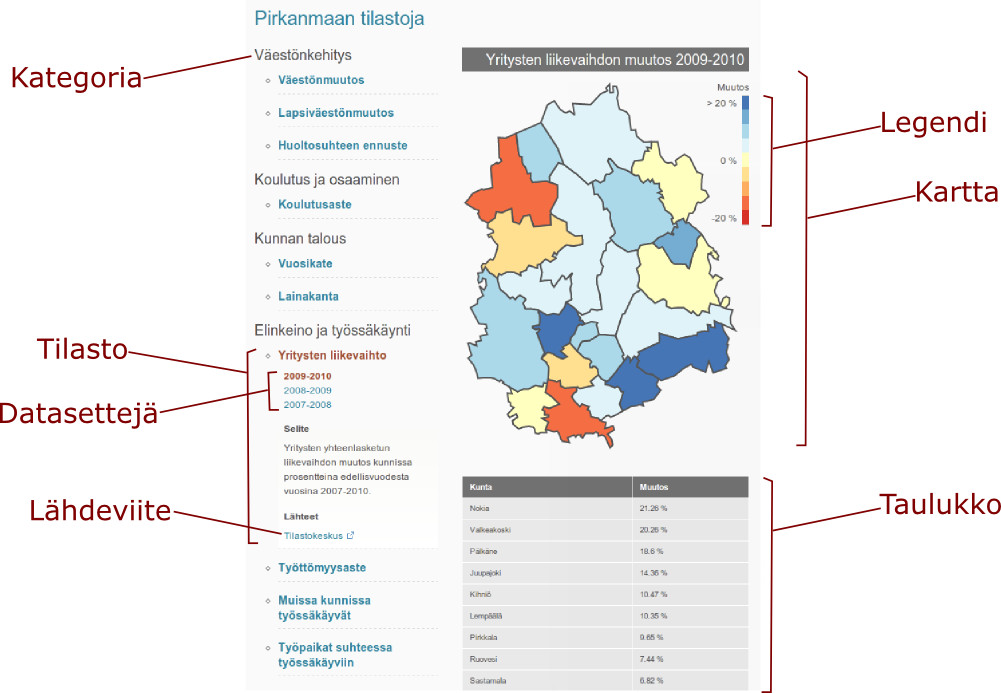 Pirkanmaan tilastoja
Kategoria
Väestönkehitys
Väestönmuutos
Lapsiväestönmuutos
Huoltosuhteen ennuste
Koulutus ja osaaminen
Koulutusaste
Kunnan talous
Vuosikate
Lainakanta
Elinkeino ja työssäkäynti
Tilasto
Yritysten liikevaihto
Datasettejä
2009-2010
2008-2009
2007-2008
Selite
Yritysten yhteenlasketun
liikevaihdon muutos kunnissa
prosentteina edellisvuodesta
vuosina 2007-2010.
Lähdeviite
Lähteet
Tilastokeskus
Työttömyysaste
Muissa kunnissa
työssäkäyvät
Työpaikat suhteessa
työssäkäyviin
Yritysten liikevaihdon muutos 2009-2010
Muutos
> 20 %
0 %
-20 %
Legendi
Kartta
Taulukko
Kunta Muutos
Nokia 21.26 %
Valkeakoski 20.26 %
Pälkäne 18.6 %
Juupajoki 14.36 %
Kihniö 10.47 %
Lempäälä 10.35 %
Pirkkala 9.65 %
Ruovesi 7.44 %
Sastamala 6.82 %